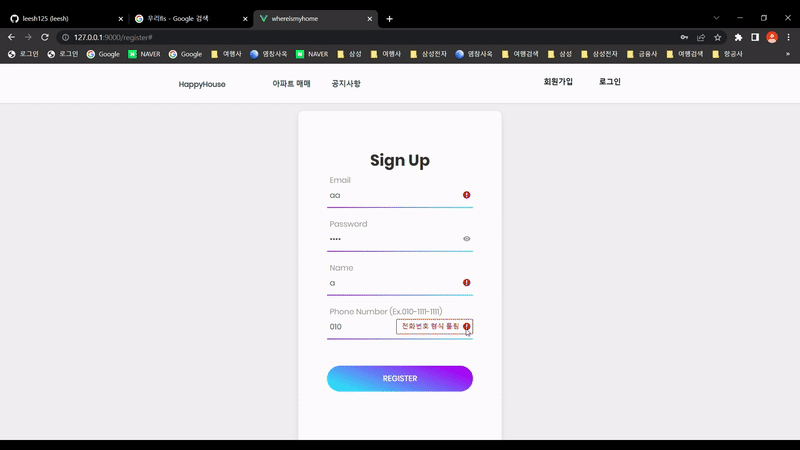 leesh125 (leesh)
우리fis - Google 검색
whereismyhome
127.0.0.1:9000/register#
로그인 로그인 Google NAVER 여행사 Google 염창사옥 NAVER 삼성 여행사 삼성전자 염창사옥 여행검색 삼성 삼성전자 금융사 여행검색 항공사 »
HappyHouse 아파트 매매 공지사항 회원가입 로그인
Sign Up
Email
aa
Password
••••
Name
a
Phone Number (Ex.010-1111-1111)
010 전화번호 형식 틀림
REGISTER